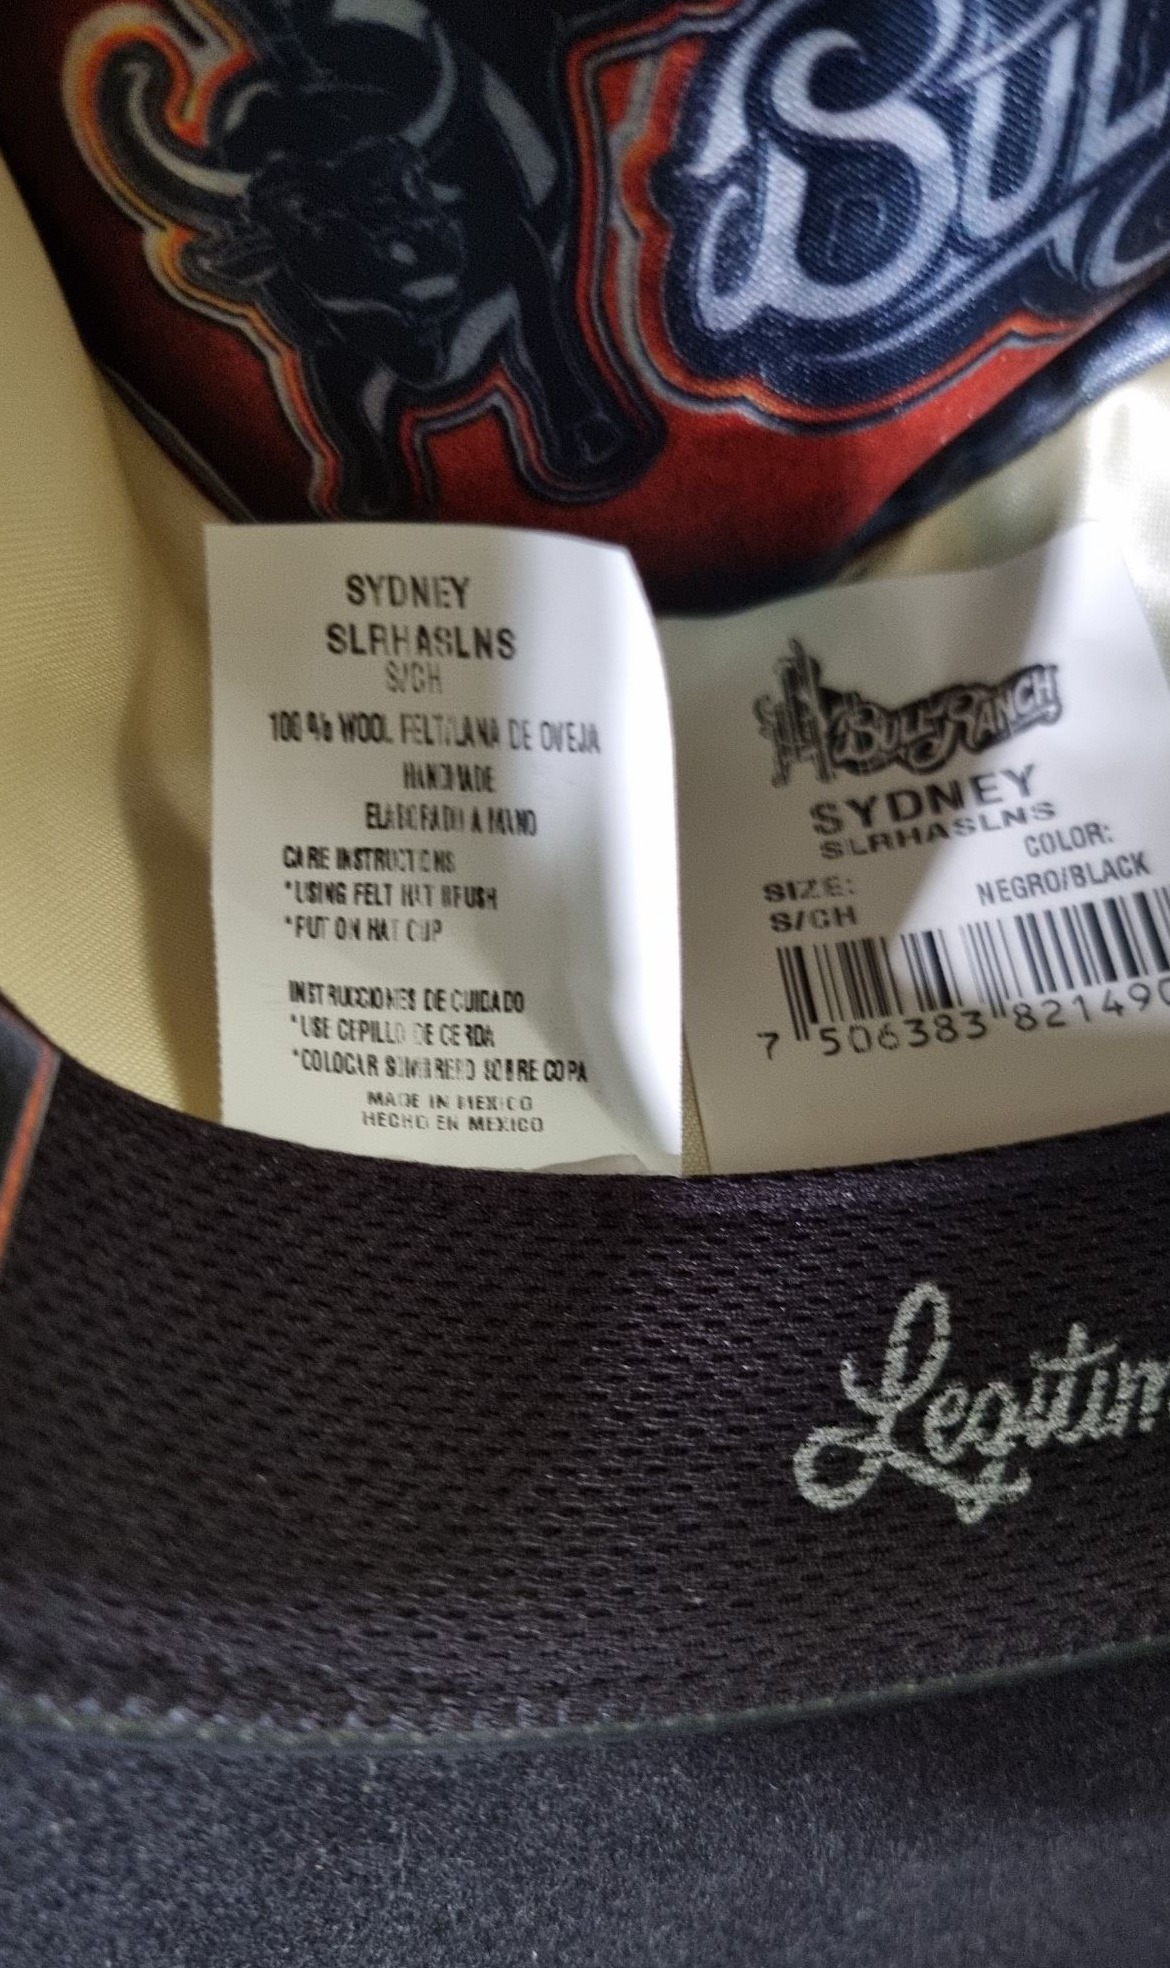 SYDNEY
SLRHASLNS
S/CH
100 % WOOL FELT/LANA DE OVEJA
HANDMADE
ELABORADO A MANO
CARE INSTRUCTIONS
*USING FELT HAT BRUSH
*PUT ON HAT CUP
INSTRUCCIONES DE CUIDADO
*USE CEPILLO DE CERDA
*COLOCAR SOMBRERO SOBRE COPA
MADE IN MEXICO
HECHO EN MEXICO
BULLY RANCH
SYDNEY
SLRHASLNS
COLOR:
NEGRO/BLACK
SIZE:
S/CH
7 506383 821490